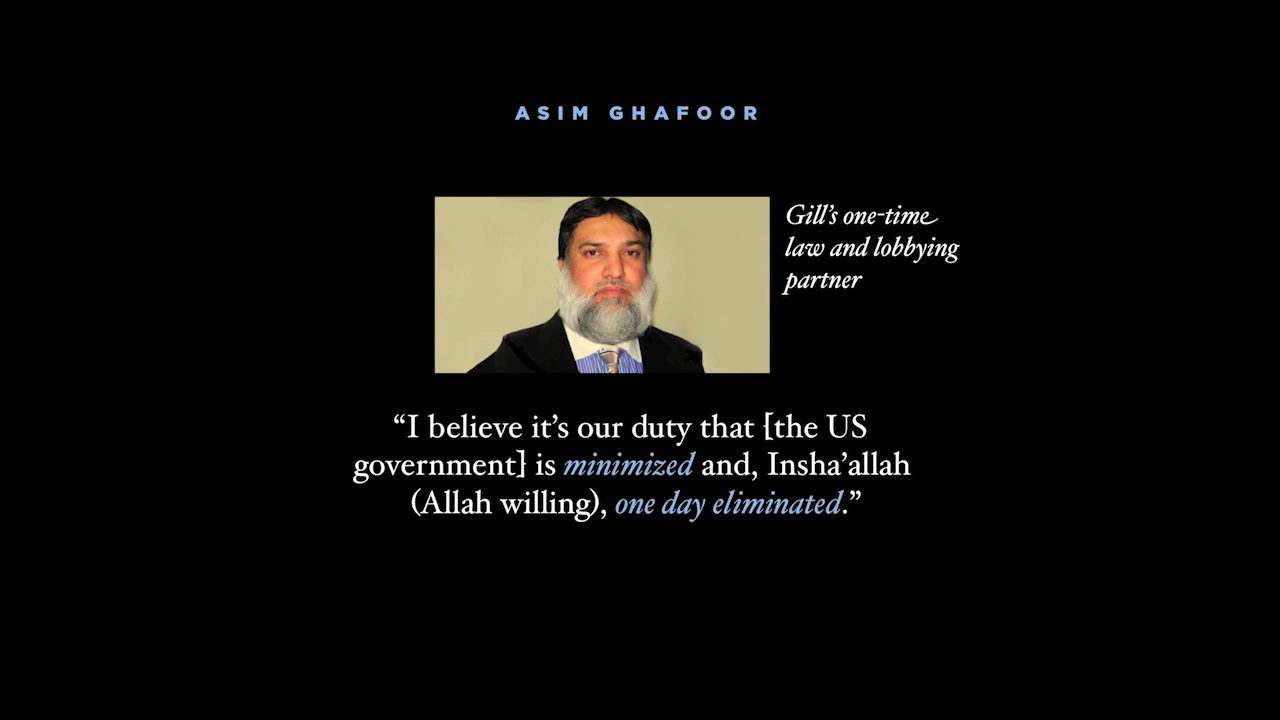 ASIM GHAFOOR
Gill’s one-time
law and lobbying
partner
“I believe it’s our duty that [the US
government] is minimized and, Insha’allah
(Allah willing), one day eliminated.”